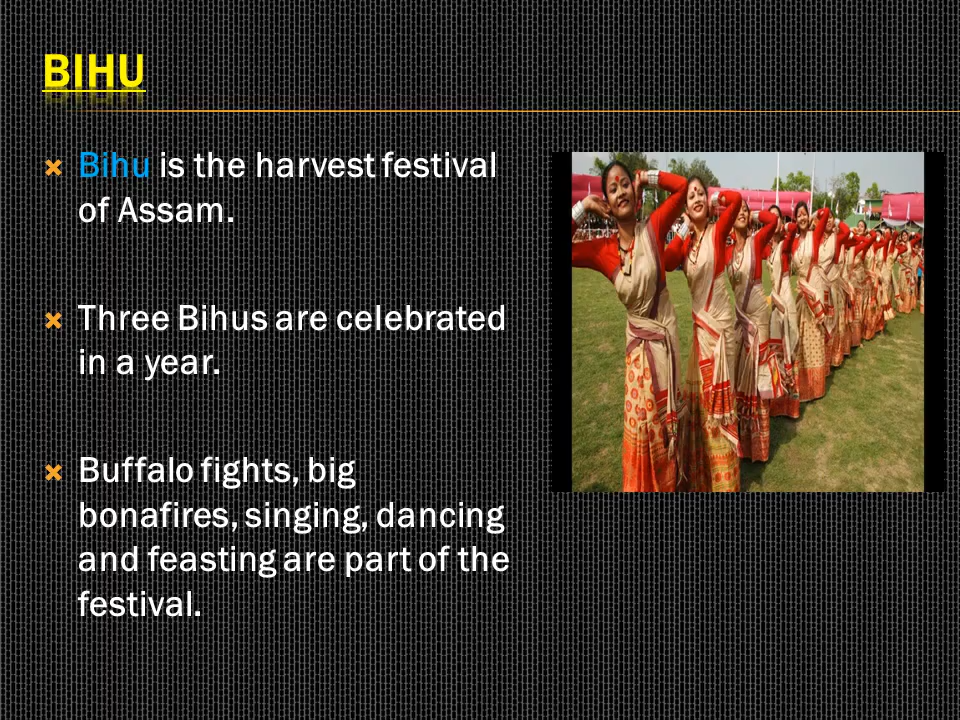 BIHU
Bihu is the harvest festival
of Assam.
Three Bihus are celebrated
in a year.
Buffalo fights, big
bonafires, singing, dancing
and feasting are part of the
festival.